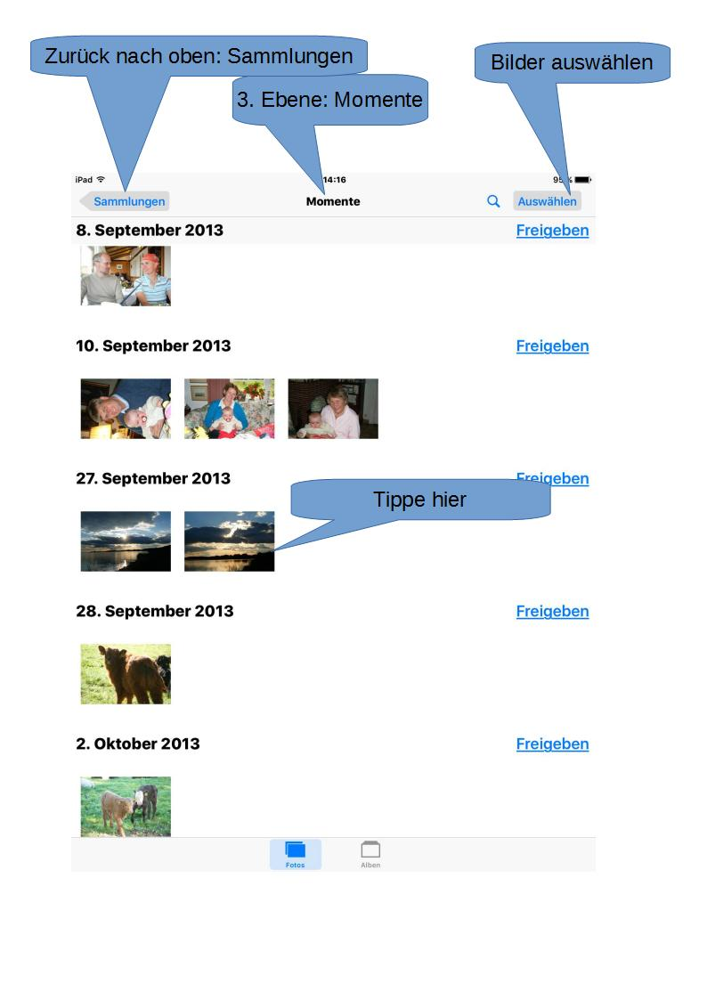 Zurück nach oben: Sammlungen
Bilder auswählen
3. Ebene: Momente
iPad
14:16
Sammlungen
Momente
Auswählen
8. September 2013
Freigeben
10. September 2013
Freigeben
27. September 2013
Freigeben
Tippe hier
28. September 2013
Freigeben
2. Oktober 2013
Freigeben
Fotos
Alben